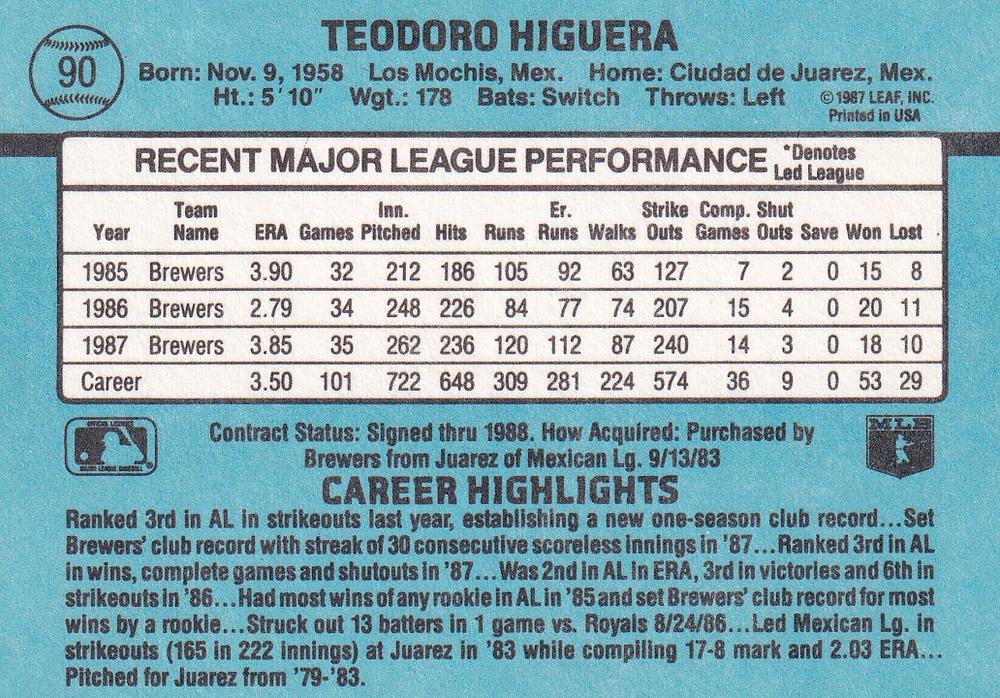 TEODORO HIGUERA
90
Born: Nov. 9, 1958 Los Mochis, Mex. Home: Ciudad de Juarez, Mex.
Ht.: 5'10" Wgt.: 178 Bats: Switch Throws: Left ©1987 LEAF, INC.
Printed in USA
RECENT MAJOR LEAGUE PERFORMANCE *Denotes
Led League
Team Inn. Er. Strike Comp. Shut
Year Name ERA Games Pitched Hits Runs Runs Walks Outs Games Outs Save Won Lost
1985 Brewers 3.90 32 212 186 105 92 63 127 7 2 0 15 8
1986 Brewers 2.79 34 248 226 84 77 74 207 15 4 0 20 11
1987 Brewers 3.85 35 262 236 120 112 87 240 14 3 0 18 10
Career 3.50 101 722 648 309 281 224 574 36 9 0 53 29
MAJOR LEAGUE BASEBALL
MLB
Contract Status: Signed thru 1988. How Acquired: Purchased by
Brewers from Juarez of Mexican Lg. 9/13/83
CAREER HIGHLIGHTS
Ranked 3rd in AL in strikeouts last year, establishing a new one-season club record...Set
Brewers' club record with streak of 30 consecutive scoreless innings in '87...Ranked 3rd in AL
in wins, complete games and shutouts in '87...Was 2nd in AL in ERA, 3rd in victories and 6th in
strikeouts in '86...Had most wins of any rookie in AL in '85 and set Brewers' club record for most
wins by a rookie...Struck out 13 batters in 1 game vs. Royals 8/24/86...Led Mexican Lg. in
strikeouts (165 in 222 innings) at Juarez in '83 while compiling 17-8 mark and 2.03 ERA...
Pitched for Juarez from '79-'83.